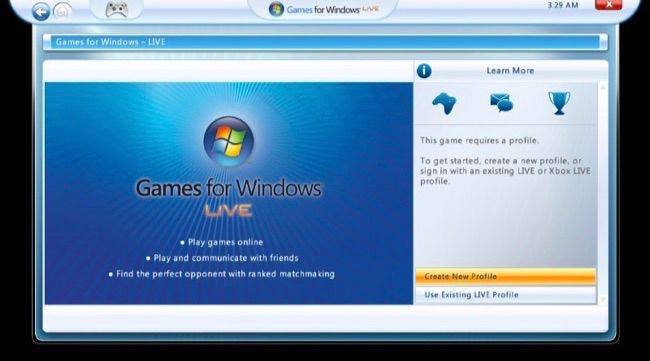 Games for Windows LIVE
3:29 AM
Games for Windows – LIVE
Learn More
Games for Windows
LIVE
● Play games online
● Play and communicate with friends
● Find the perfect opponent with ranked matchmaking
This game requires a profile.
To get started, create a new profile, or
sign in with an existing LIVE or Xbox LIVE
profile.
Create New Profile
Use Existing LIVE Profile